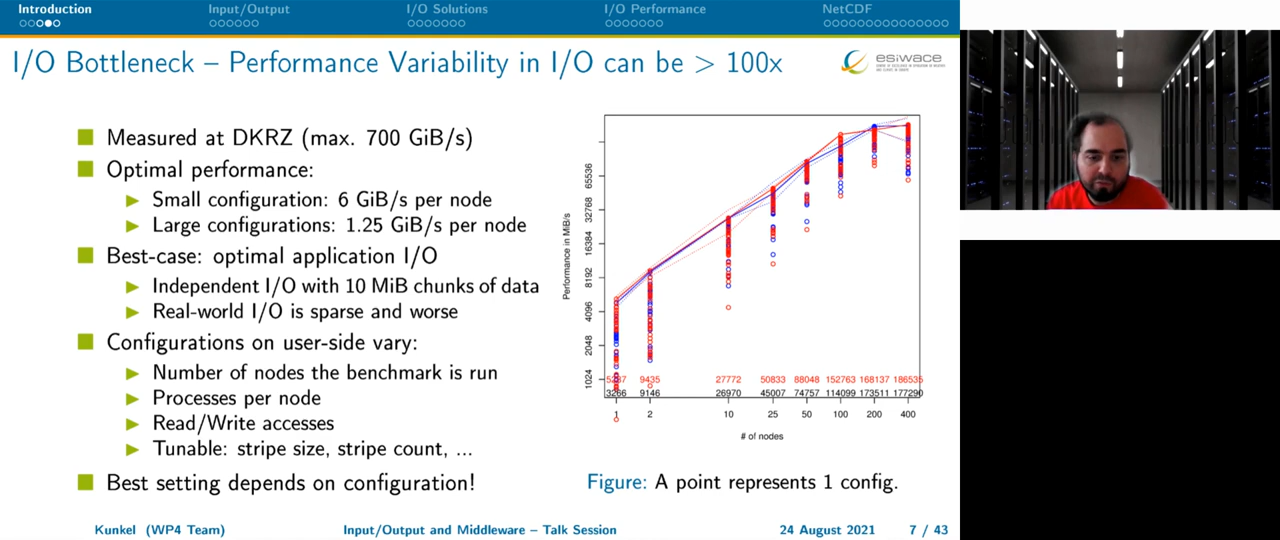 Introduction
Input/Output
I/O Solutions
I/O Performance
NetCDF
I/O Bottleneck – Performance Variability in I/O can be > 100x
esiwace
Measured at DKRZ (max. 700 GiB/s)
Optimal performance:
Small configuration: 6 GiB/s per node
Large configurations: 1.25 GiB/s per node
Best-case: optimal application I/O
Independent I/O with 10 MiB chunks of data
Real-world I/O is sparse and worse
Configurations on user-side vary:
Number of nodes the benchmark is run
Processes per node
Read/Write accesses
Tunable: stripe size, stripe count, ...
Best setting depends on configuration!
Performance in MiB/s
65536
32768
16384
8192
4096
2048
1024
9435 27772 50833 88048 152763 168137 186535
3266 9146 26970 45007 74757 114099 173511 177290
1 2 10 25 50 100 200 400
# of nodes
Figure: A point represents 1 config.
Kunkel (WP4 Team)
Input/Output and Middleware – Talk Session
24 August 2021
7 / 43